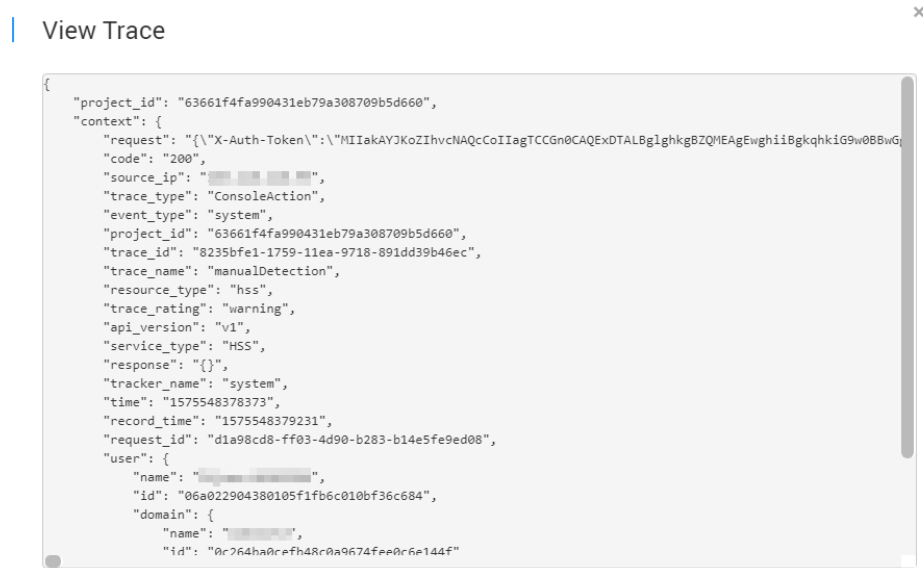 View Trace
{
"project_id": "63661f4fa990431eb79a308709b5d660",
"context": {
"request": "{\"X-Auth-Token\":\"MIIakAYJKoZIhvcNAQcCoIIagTCCGn0CAQExDTALBglghkgBZQMEAgEwghiiBgkqhkiG9w0BBwGg
"code": "200",
"source_ip": " ",
"trace_type": "ConsoleAction",
"event_type": "system",
"project_id": "63661f4fa990431eb79a308709b5d660",
"trace_id": "8235bfe1-1759-11ea-9718-891dd39b46ec",
"trace_name": "manualDetection",
"resource_type": "hss",
"trace_rating": "warning",
"api_version": "v1",
"service_type": "HSS",
"response": "{}",
"tracker_name": "system",
"time": "1575548378373",
"record_time": "1575548379231",
"request_id": "d1a98cd8-ff03-4d90-b283-b14e5fe9ed08",
"user": {
"name": " ",
"id": "06a022904380105f1fb6c010bf36c684",
"domain": {
"name": " ",
"id": "0c264ba0cefb48c0a9674fee0c6e144f"